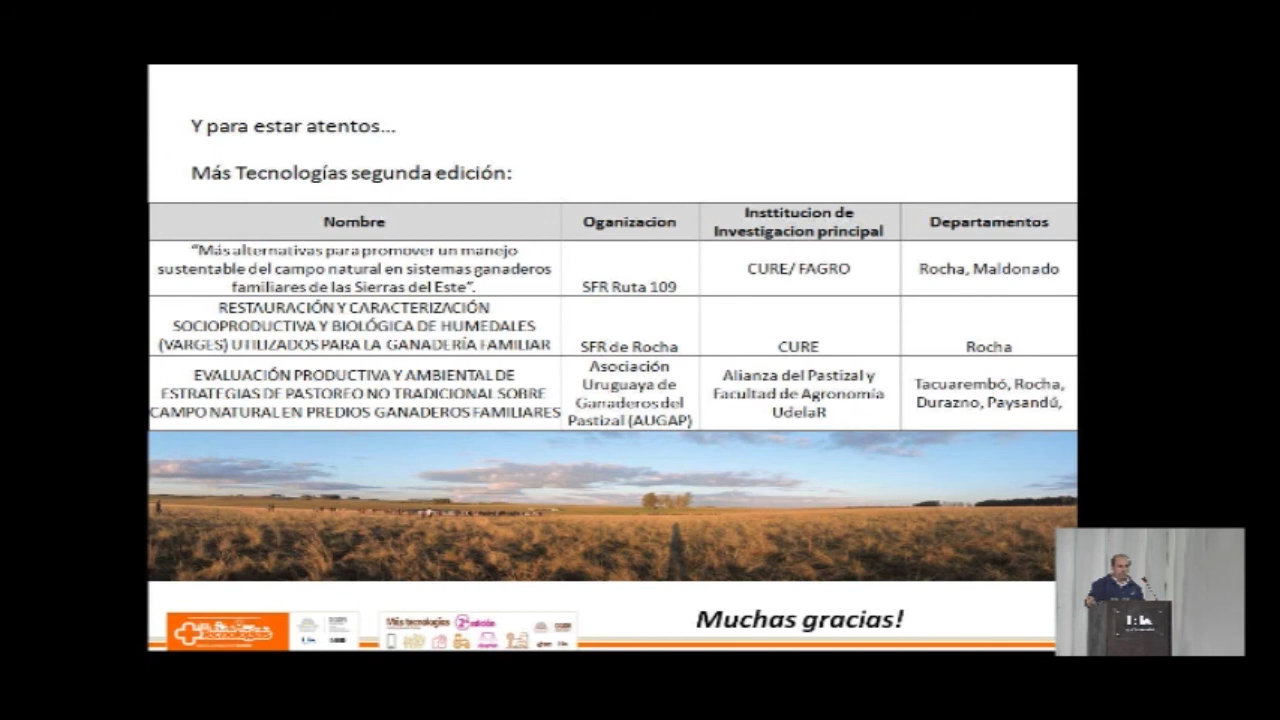 Y para estar atentos...
Más Tecnologías segunda edición:
Nombre
Oganizacion
Insttitucion de
Investigacion principal
Departamentos
“Más alternativas para promover un manejo
sustentable del campo natural en sistemas ganaderos
familiares de las Sierras del Este”.
SFR Ruta 109
CURE/ FAGRO
Rocha, Maldonado
RESTAURACIÓN Y CARACTERIZACIÓN
SOCIOPRODUCTIVA Y BIOLÓGICA DE HUMEDALES
(VARGES) UTILIZADOS PARA LA GANADERÍA FAMILIAR
SFR de Rocha
CURE
Rocha
EVALUACIÓN PRODUCTIVA Y AMBIENTAL DE
ESTRATEGIAS DE PASTOREO NO TRADICIONAL SOBRE
CAMPO NATURAL EN PREDIOS GANADEROS FAMILIARES
Asociación
Uruguaya de
Ganaderos del
Pastizal (AUGAP)
Alianza del Pastizal y
Facultad de Agronomía
UdelaR
Tacuarembó, Rocha,
Durazno, Paysandú,
Más tecnologías 2ª edición
Muchas gracias!